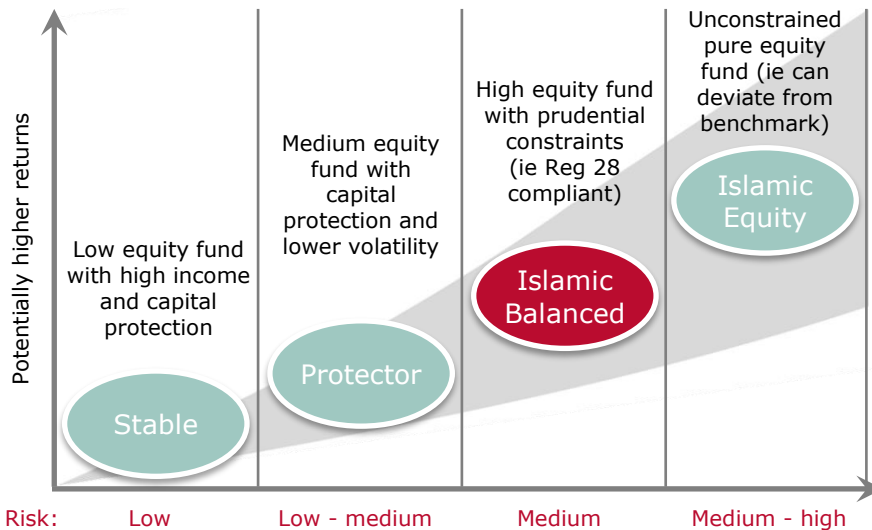 Potentially higher returns
Low equity fund
with high income
and capital
protection
Stable
Medium equity
fund with
capital
protection and
lower volatility
Protector
High equity fund
with prudential
constraints
(ie Reg 28
compliant)
Islamic
Balanced
Unconstrained
pure equity
fund (ie can
deviate from
benchmark)
Islamic
Equity
Risk: Low Low - medium Medium Medium - high